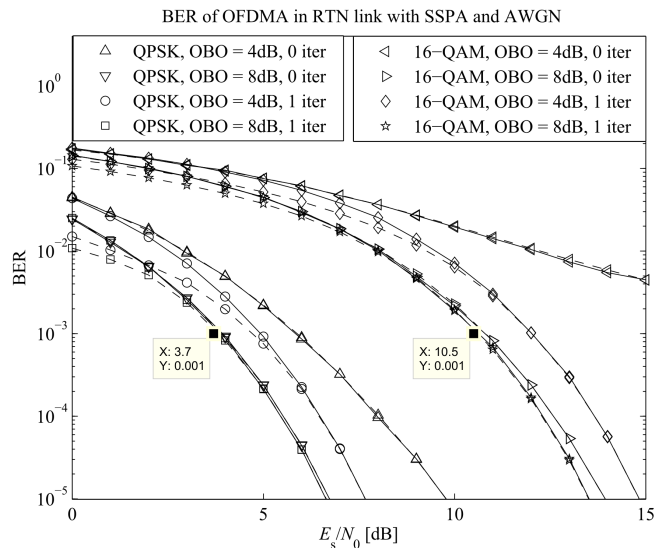 BER of OFDMA in RTN link with SSPA and AWGN
QPSK, OBO = 4dB, 0 iter
QPSK, OBO = 8dB, 0 iter
QPSK, OBO = 4dB, 1 iter
QPSK, OBO = 8dB, 1 iter
16−QAM, OBO = 4dB, 0 iter
16−QAM, OBO = 8dB, 0 iter
16−QAM, OBO = 4dB, 1 iter
16−QAM, OBO = 8dB, 1 iter
10⁰
10⁻¹
10⁻²
10⁻³
10⁻⁴
10⁻⁵
BER
X: 3.7
Y: 0.001
X: 10.5
Y: 0.001
0 5 10 15
Eₛ/N₀ [dB]